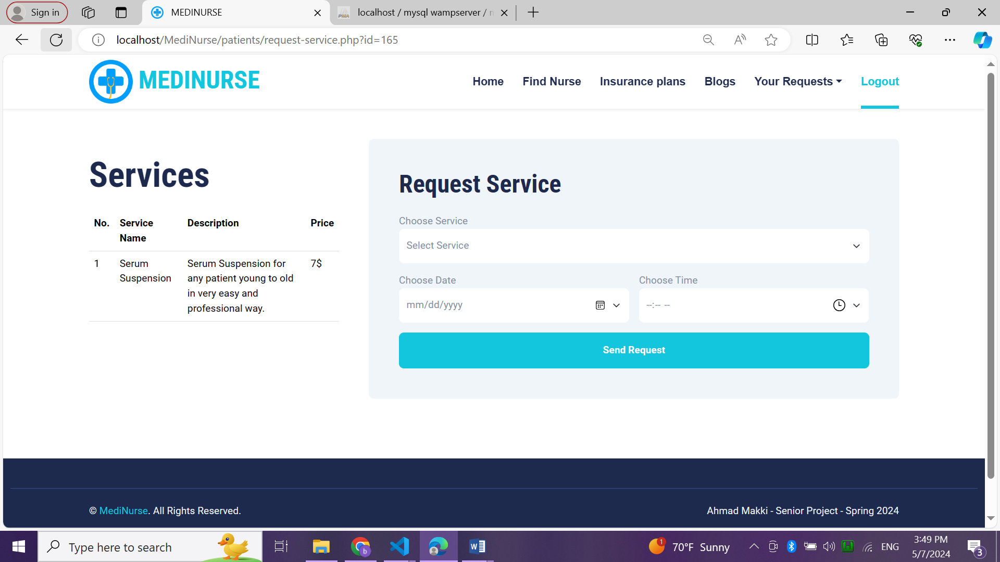 Sign in
MEDINURSE
localhost / mysql wampserver /
localhost/MediNurse/patients/request-service.php?id=165
MEDINURSE
Home
Find Nurse
Insurance plans
Blogs
Your Requests
Logout
Services
No. Service Name Description Price
1 Serum Suspension Serum Suspension for any patient young to old in very easy and professional way. 7$
Request Service
Choose Service
Select Service
Choose Date
mm/dd/yyyy
Choose Time
--:-- --
Send Request
© MediNurse. All Rights Reserved.
Ahmad Makki - Senior Project - Spring 2024
Type here to search
b
W
1
70°F Sunny
H
ENG
3:49 PM
5/7/2024
3